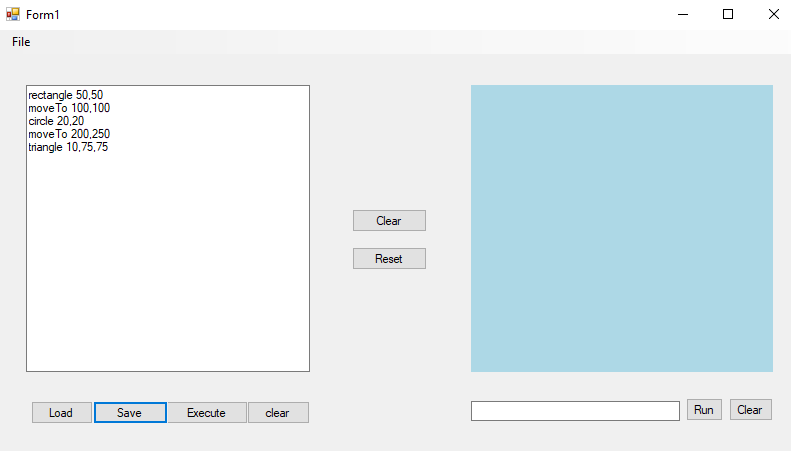 Form1
File
rectangle 50,50
moveTo 100,100
circle 20,20
moveTo 200,250
triangle 10,75,75
Clear
Reset
Load Save Execute clear
Run Clear